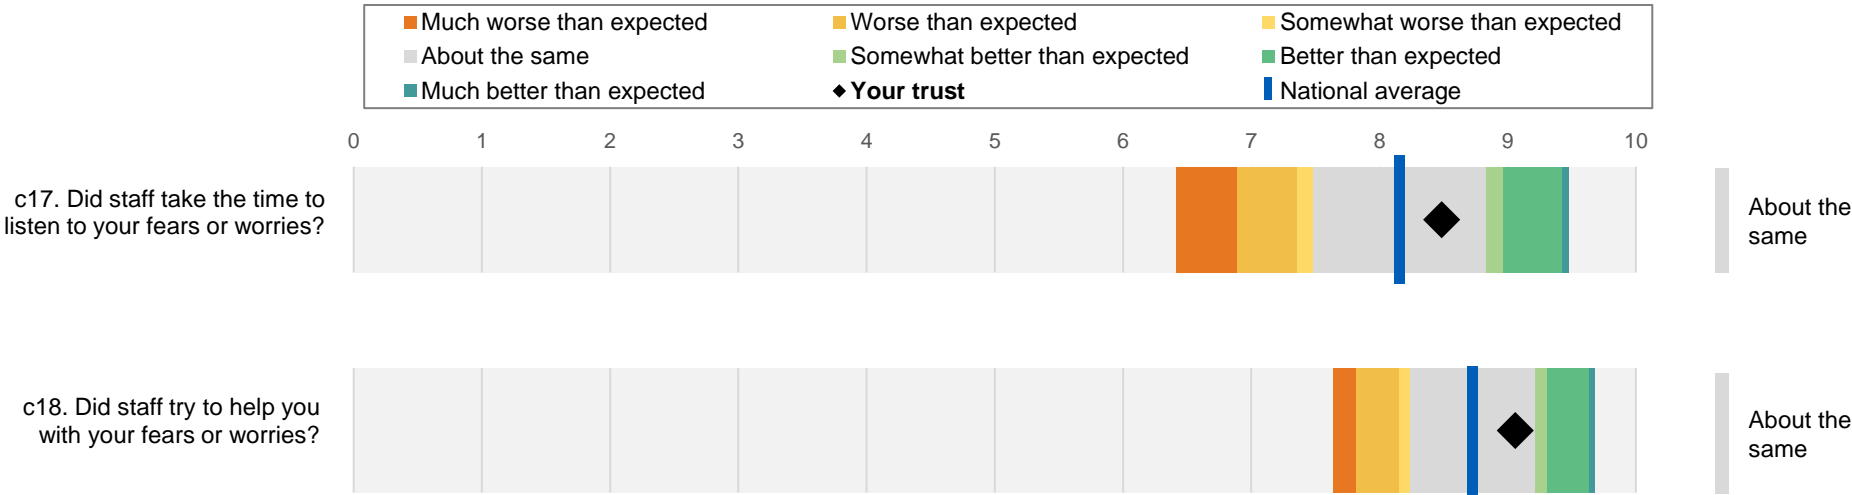 Much worse than expected
Worse than expected
Somewhat worse than expected
About the same
Somewhat better than expected
Better than expected
Much better than expected
Your trust
National average
0 1 2 3 4 5 6 7 8 9 10
c17. Did staff take the time to
listen to your fears or worries?
About the
same
c18. Did staff try to help you
with your fears or worries?
About the
same